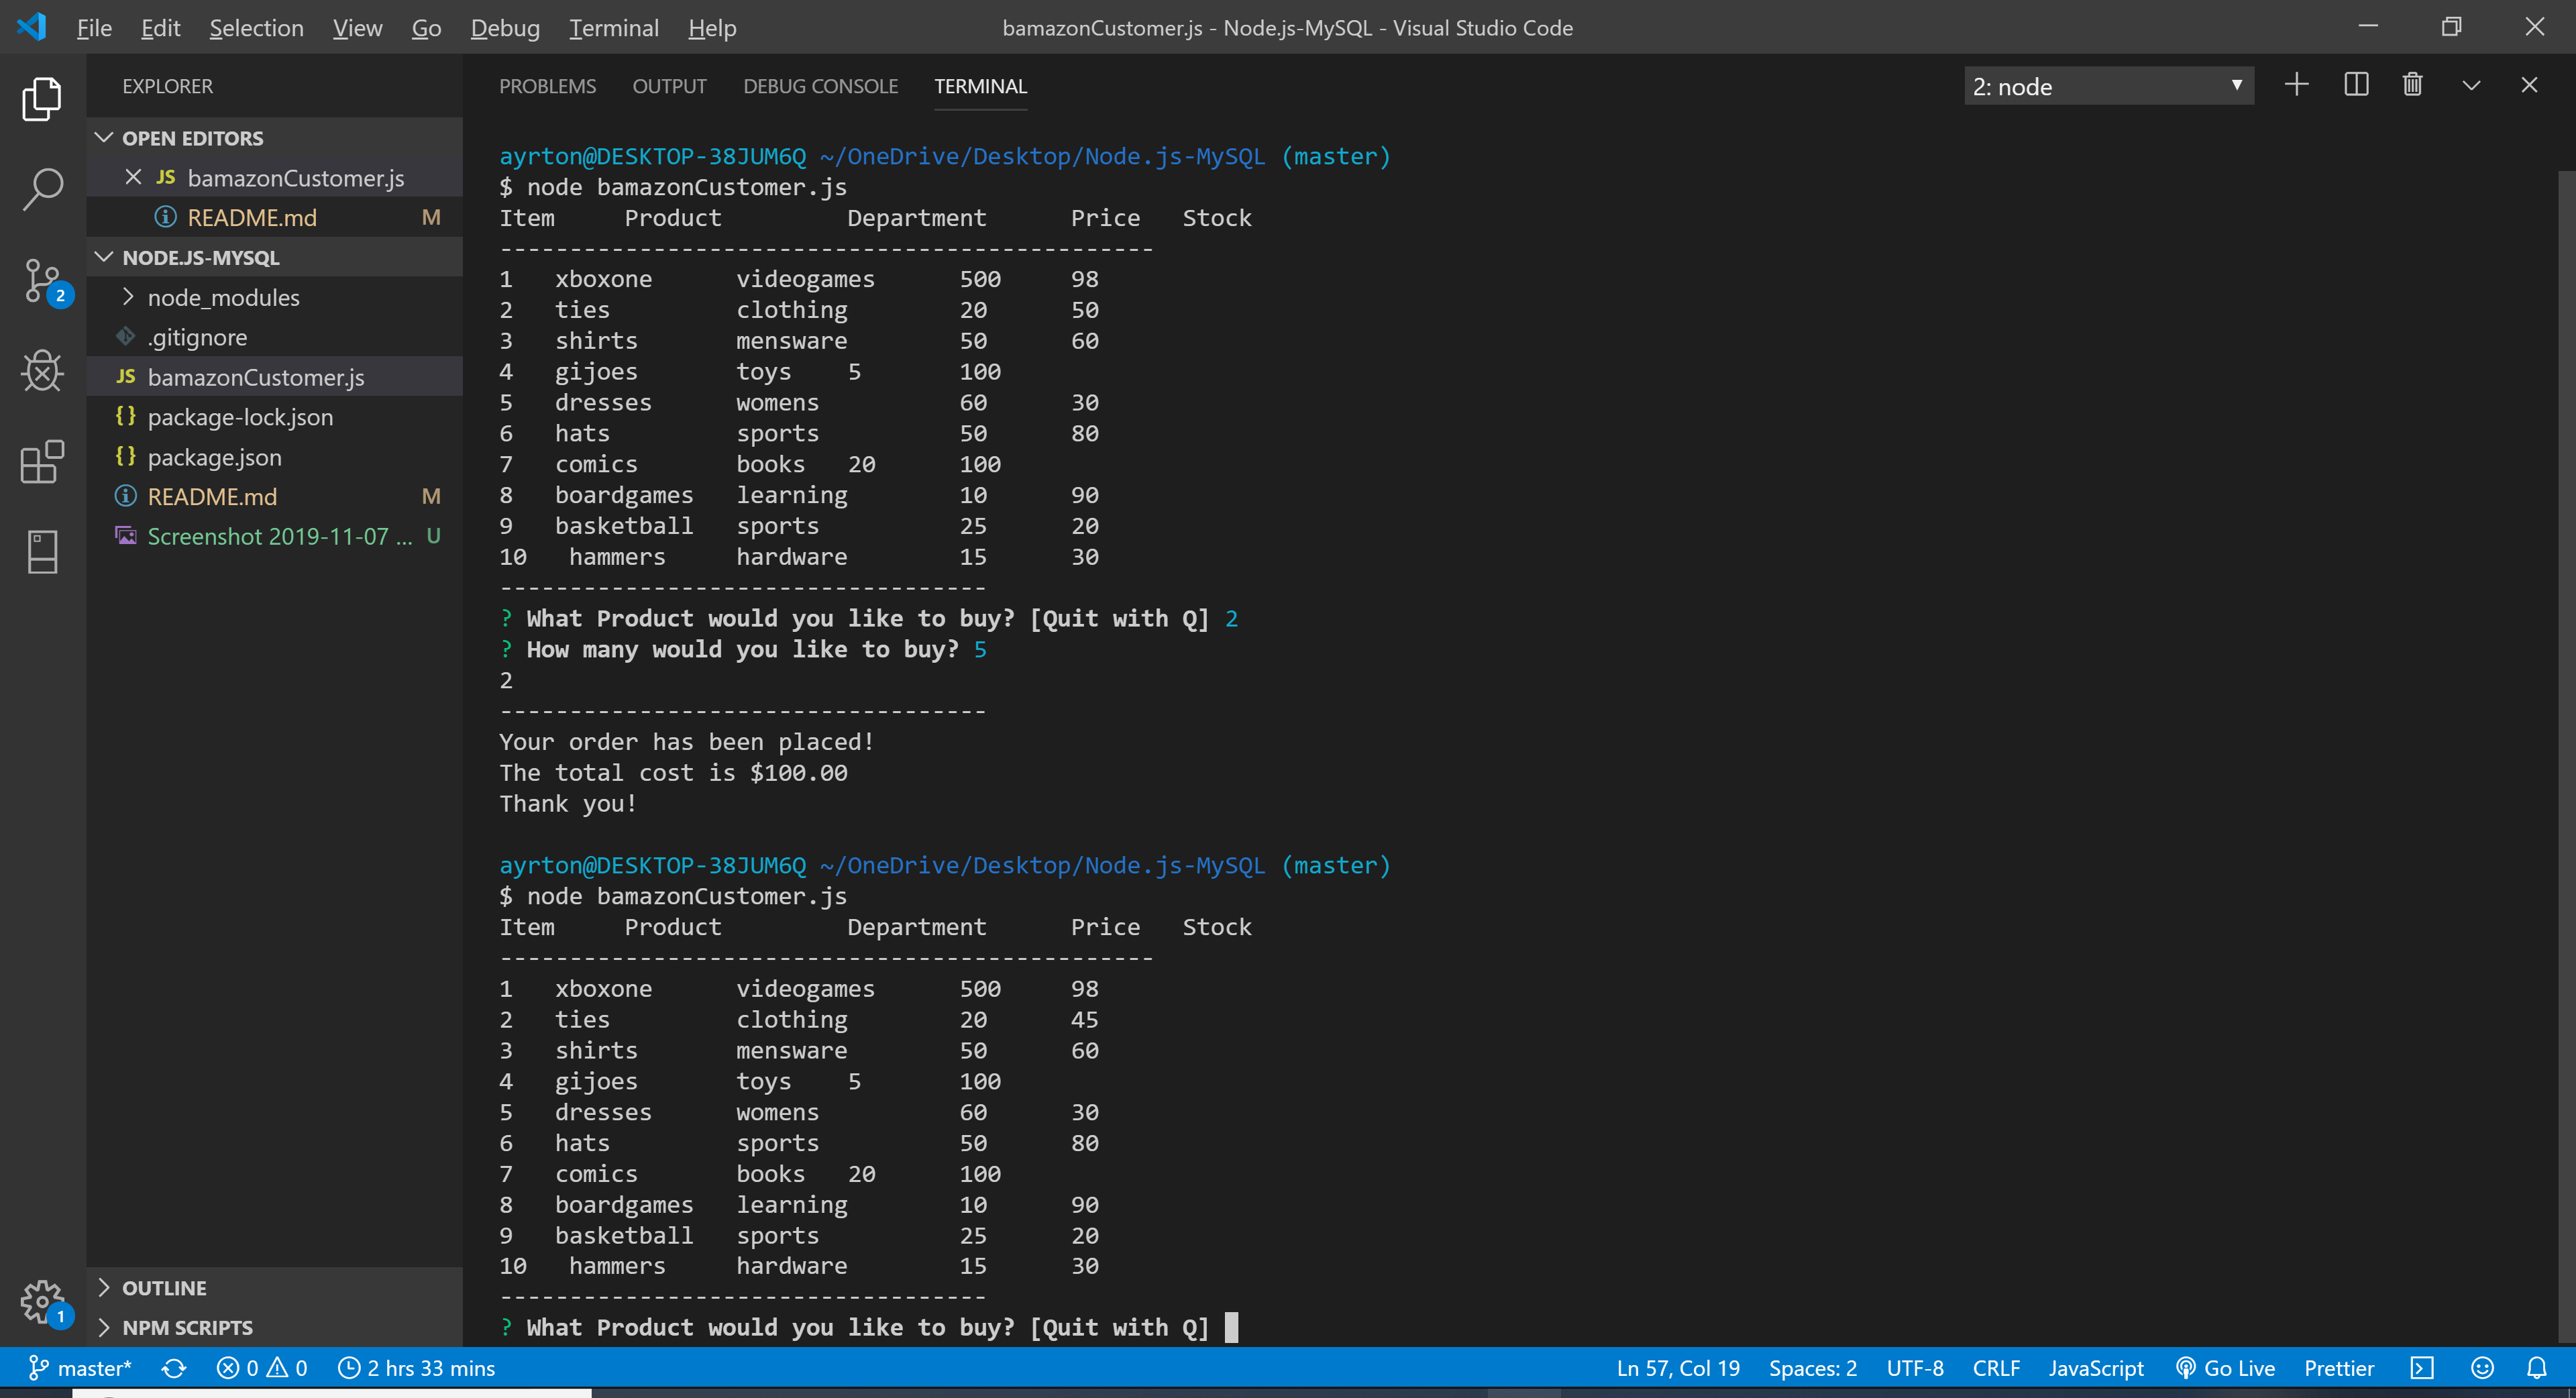 File Edit Selection View Go Debug Terminal Help bamazonCustomer.js - Node.js-MySQL - Visual Studio Code
EXPLORER
OPEN EDITORS
JS bamazonCustomer.js
README.md M
NODE.JS-MYSQL
node_modules
.gitignore
JS bamazonCustomer.js
{} package-lock.json
{} package.json
README.md M
Screenshot 2019-11-07 ... U
OUTLINE
NPM SCRIPTS
2
1
PROBLEMS OUTPUT DEBUG CONSOLE TERMINAL 2: node
ayrton@DESKTOP-38JUM6Q ~/OneDrive/Desktop/Node.js-MySQL (master)
$ node bamazonCustomer.js
Item Product Department Price Stock
-----------------------------------------------
1 xboxone videogames 500 98
2 ties clothing 20 50
3 shirts mensware 50 60
4 gijoes toys 5 100
5 dresses womens 60 30
6 hats sports 50 80
7 comics books 20 100
8 boardgames learning 10 90
9 basketball sports 25 20
10 hammers hardware 15 30
-----------------------------------
? What Product would you like to buy? [Quit with Q] 2
? How many would you like to buy? 5
2
-----------------------------------
Your order has been placed!
The total cost is $100.00
Thank you!
ayrton@DESKTOP-38JUM6Q ~/OneDrive/Desktop/Node.js-MySQL (master)
$ node bamazonCustomer.js
Item Product Department Price Stock
-----------------------------------------------
1 xboxone videogames 500 98
2 ties clothing 20 45
3 shirts mensware 50 60
4 gijoes toys 5 100
5 dresses womens 60 30
6 hats sports 50 80
7 comics books 20 100
8 boardgames learning 10 90
9 basketball sports 25 20
10 hammers hardware 15 30
-----------------------------------
? What Product would you like to buy? [Quit with Q]
master* 0 0 2 hrs 33 mins Ln 57, Col 19 Spaces: 2 UTF-8 CRLF JavaScript Go Live Prettier